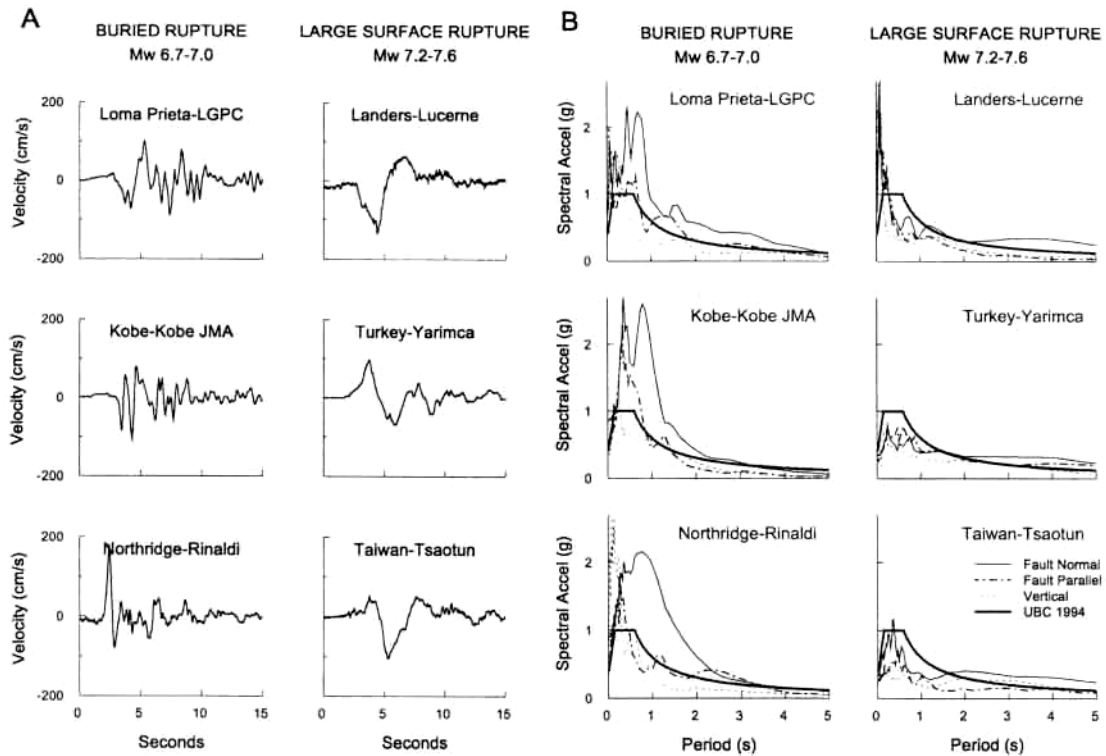 A
BURIED RUPTURE
Mw 6.7-7.0
LARGE SURFACE RUPTURE
Mw 7.2-7.6
Velocity (cm/s)
200
0
-200
Loma Prieta-LGPC
Landers-Lucerne
Velocity (cm/s)
200
0
-200
Kobe-Kobe JMA
Turkey-Yarimca
Velocity (cm/s)
200
0
-200
Northridge-Rinaldi
Taiwan-Tsaotun
0 5 10 15
0 5 10 15
Seconds
Seconds
B
BURIED RUPTURE
Mw 6.7-7.0
LARGE SURFACE RUPTURE
Mw 7.2-7.6
Spectral Accel (g)
2
1
0
Loma Prieta-LGPC
Landers-Lucerne
Spectral Accel (g)
2
1
0
Kobe-Kobe JMA
Turkey-Yarimca
Spectral Accel (g)
2
1
0
Northridge-Rinaldi
Taiwan-Tsaotun
Fault Normal
Fault Parallel
Vertical
UBC 1994
0 1 2 3 4 5
0 1 2 3 4 5
Period (s)
Period (s)